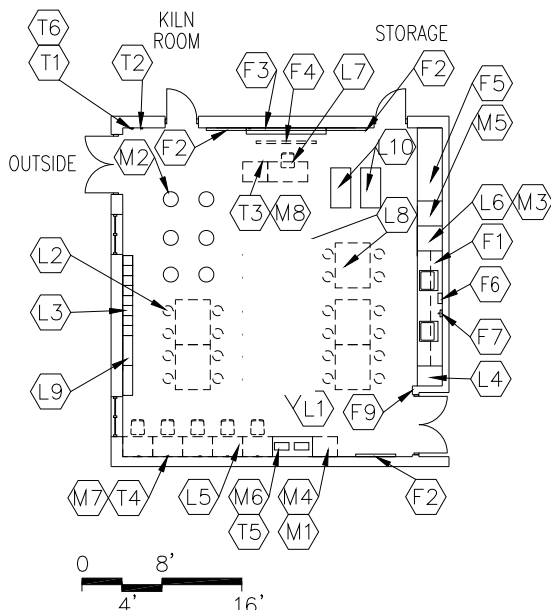 T6
KILN
ROOM
STORAGE
T1
T2
F3
F4
L7
F2
F5
OUTSIDE
M2
F2
L10
M5
T3
M8
L8
L6
M3
F1
L2
L3
F6
F7
L9
L1
F9
L4
M7
T4
L5
M6
M4
F2
T5
M1
0
8'
4'
16'